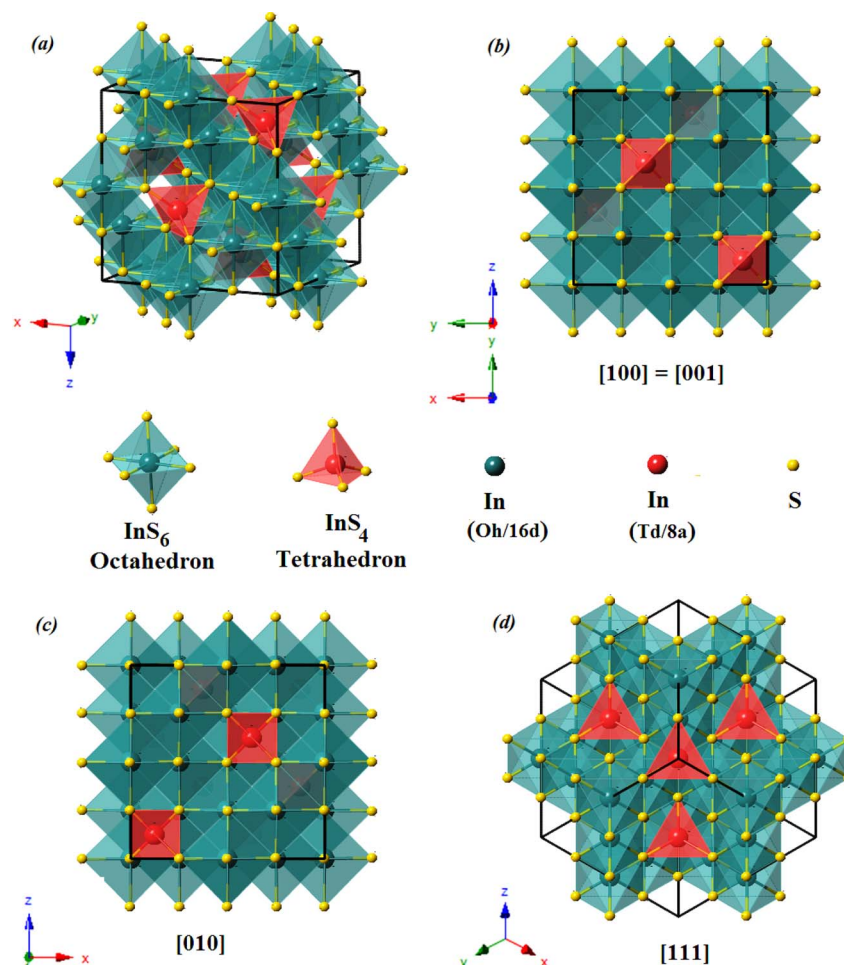 (a)
(b)
x
y
z
z
y
y
x
[100] = [001]
InS6
Octahedron
InS4
Tetrahedron
In
(Oh/16d)
In
(Td/8a)
S
(c)
(d)
z
x
[010]
z
y
x
[111]